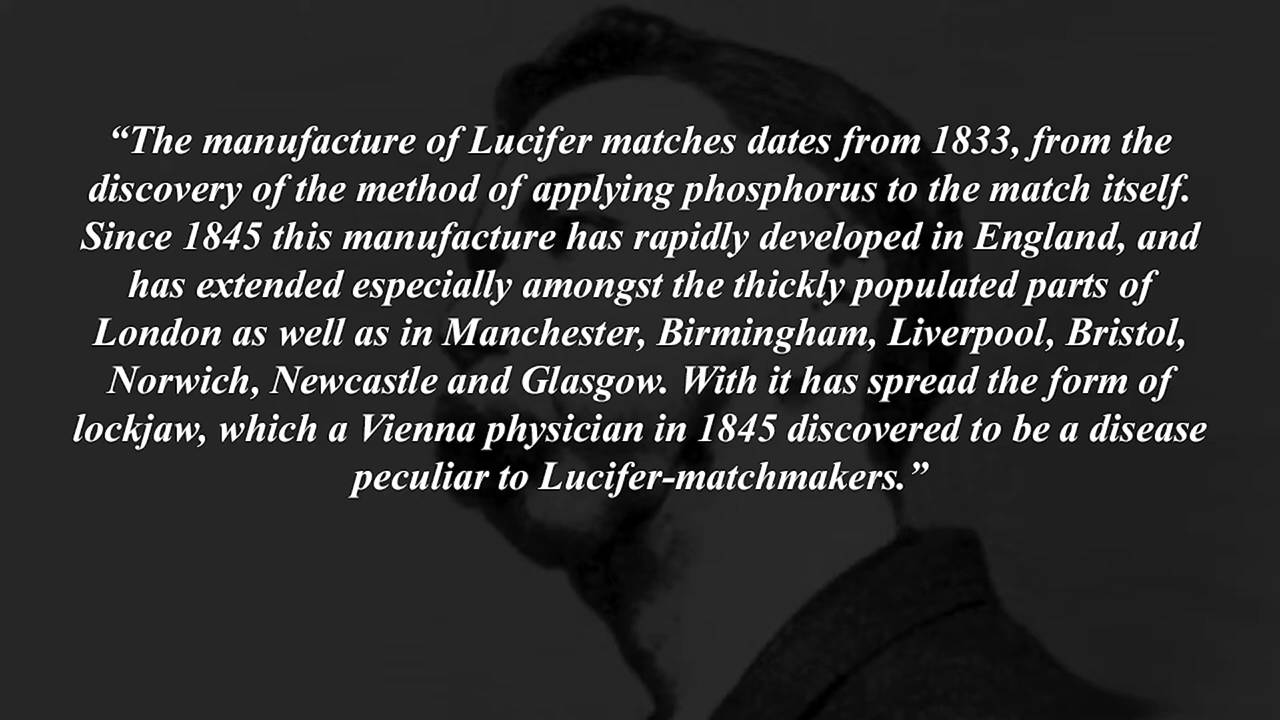 “The manufacture of Lucifer matches dates from 1833, from the
discovery of the method of applying phosphorus to the match itself.
Since 1845 this manufacture has rapidly developed in England, and
has extended especially amongst the thickly populated parts of
London as well as in Manchester, Birmingham, Liverpool, Bristol,
Norwich, Newcastle and Glasgow. With it has spread the form of
lockjaw, which a Vienna physician in 1845 discovered to be a disease
peculiar to Lucifer-matchmakers.”